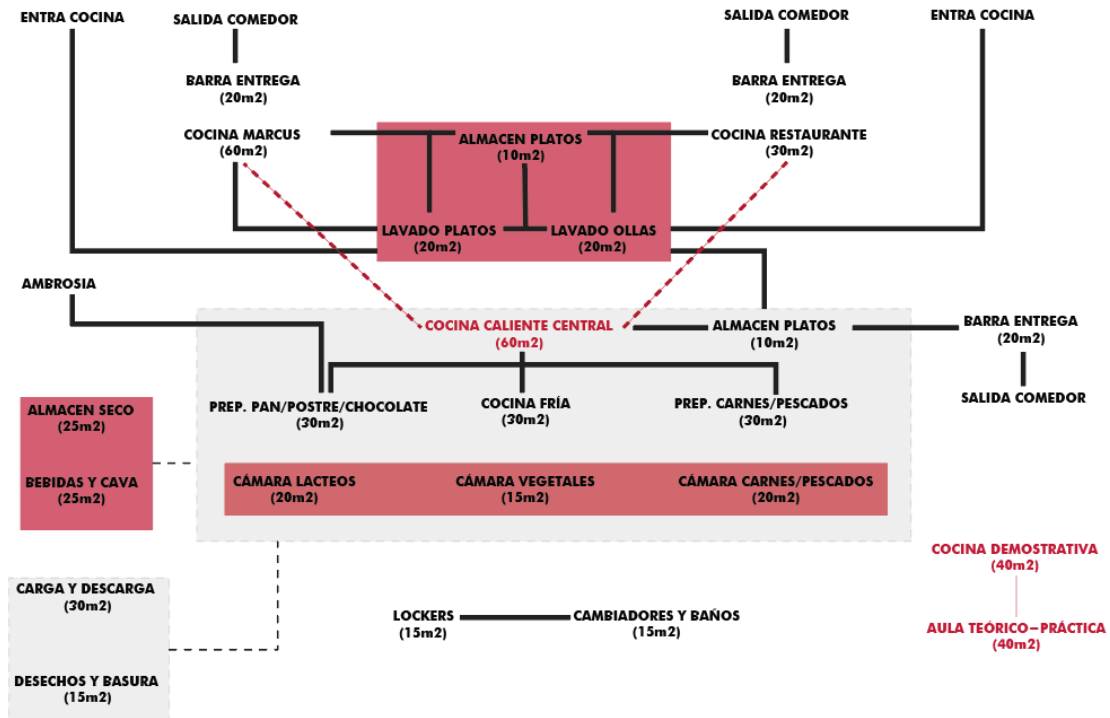 ENTRA COCINA
SALIDA COMEDOR
SALIDA COMEDOR
ENTRA COCINA
BARRA ENTREGA
(20m2)
BARRA ENTREGA
(20m2)
COCINA MARCUS
(60m2)
ALMACEN PLATOS
(10m2)
COCINA RESTAURANTE
(30m2)
LAVADO PLATOS
(20m2)
LAVADO OLLAS
(20m2)
AMBROSIA
COCINA CALIENTE CENTRAL
(60m2)
ALMACEN PLATOS
(10m2)
BARRA ENTREGA
(20m2)
SALIDA COMEDOR
PREP. PAN/POSTRE/CHOCOLATE
(30m2)
COCINA FRÍA
(30m2)
PREP. CARNES/PESCADOS
(30m2)
ALMACEN SECO
(25m2)
BEBIDAS Y CAVA
(25m2)
CÁMARA LACTEOS
(20m2)
CÁMARA VEGETALES
(15m2)
CÁMARA CARNES/PESCADOS
(20m2)
COCINA DEMOSTRATIVA
(40m2)
AULA TEÓRICO–PRÁCTICA
(40m2)
CARGA Y DESCARGA
(30m2)
DESECHOS Y BASURA
(15m2)
LOCKERS
(15m2)
CAMBIADORES Y BAÑOS
(15m2)